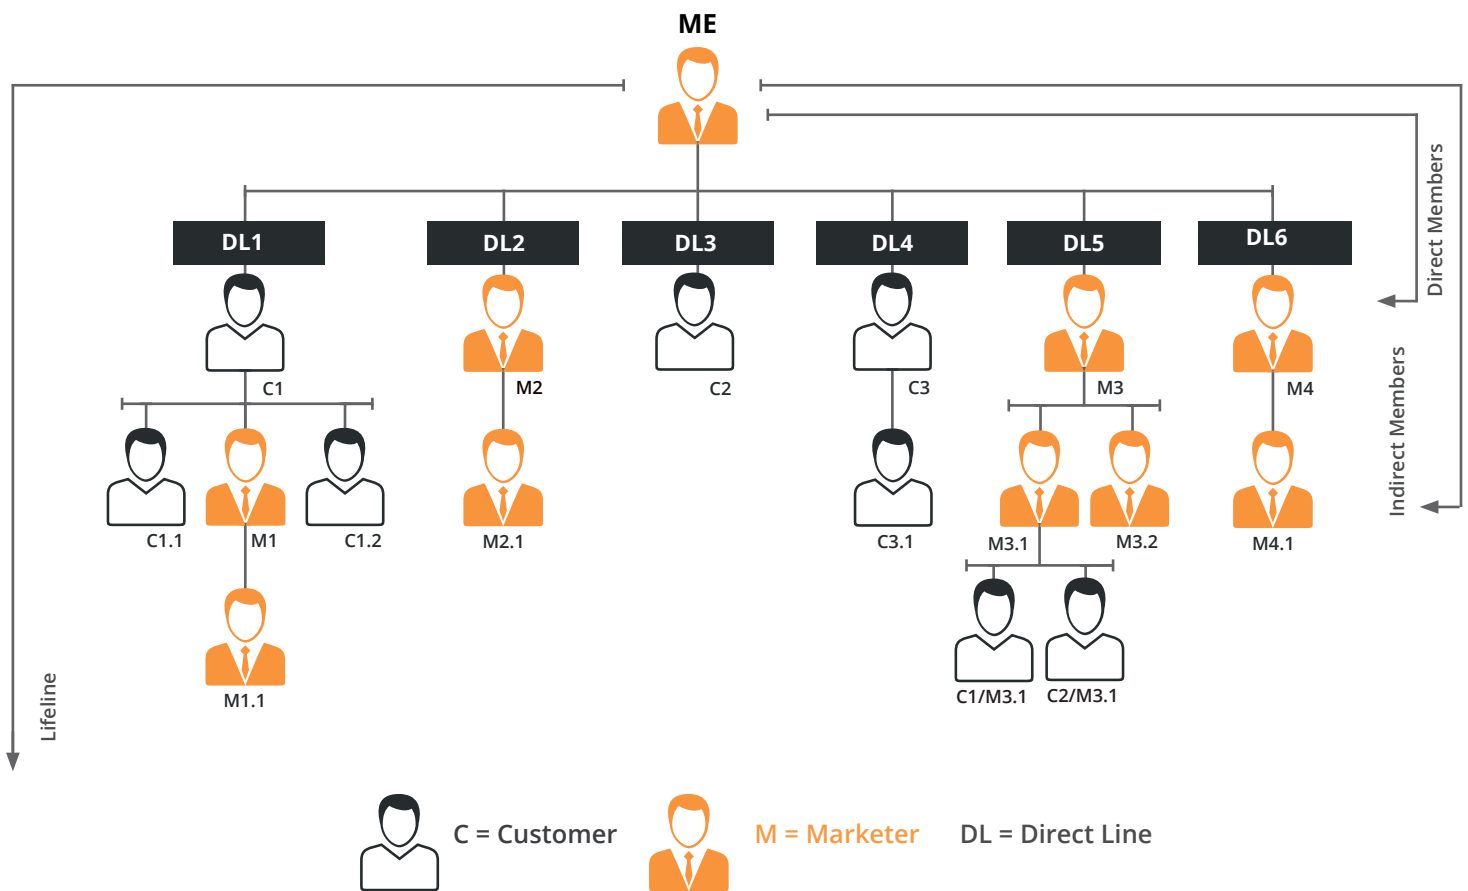 ME
DL1
DL2
DL3
DL4
DL5
DL6
Direct Members
C1
M2
C2
C3
M3
M4
Indirect Members
C1.1
M1
C1.2
M2.1
C3.1
M3.1
M3.2
M4.1
M1.1
C1/M3.1
C2/M3.1
Lifeline
C = Customer
M = Marketer
DL = Direct Line